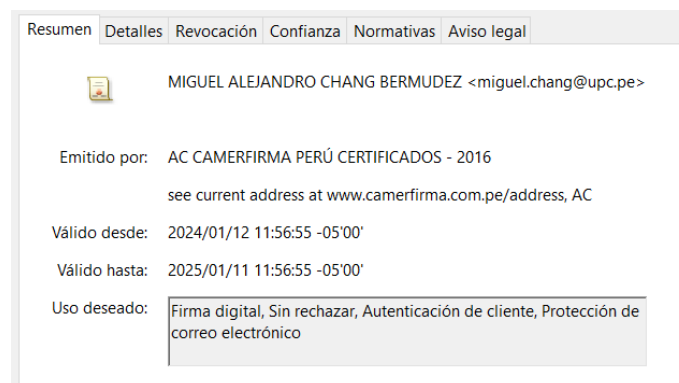 Resumen Detalles Revocación Confianza Normativas Aviso legal
MIGUEL ALEJANDRO CHANG BERMUDEZ <miguel.chang@upc.pe>
Emitido por: AC CAMERFIRMA PERÚ CERTIFICADOS - 2016
see current address at www.camerfirma.com.pe/address, AC
Válido desde: 2024/01/12 11:56:55 -05'00'
Válido hasta: 2025/01/11 11:56:55 -05'00'
Uso deseado: Firma digital, Sin rechazar, Autenticación de cliente, Protección de
correo electrónico